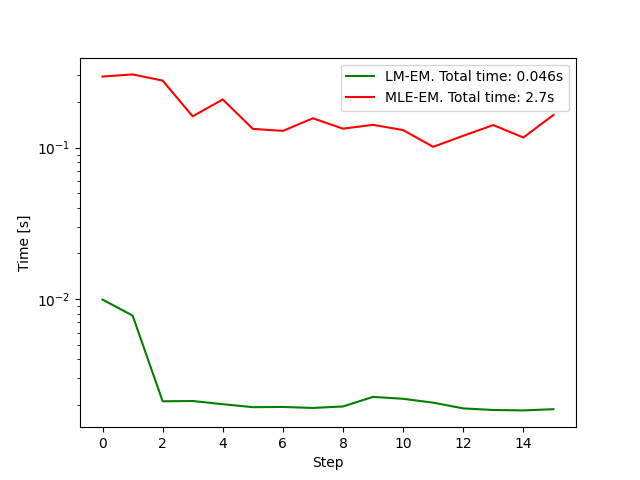 LM-EM. Total time: 0.046s
MLE-EM. Total time: 2.7s
10⁻¹
10⁻²
Time [s]
0 2 4 6 8 10 12 14
Step